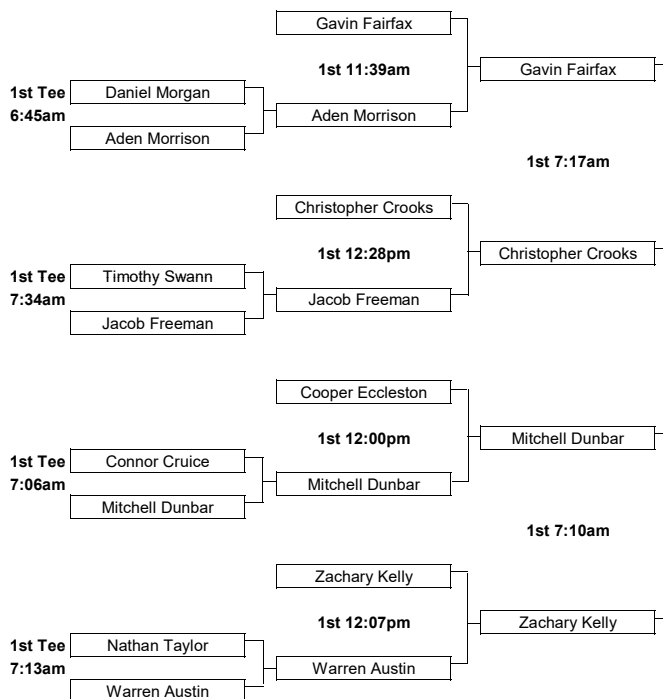 Gavin Fairfax
1st 11:39am
Gavin Fairfax
1st Tee
Daniel Morgan
6:45am
Aden Morrison
Aden Morrison
1st 7:17am
Christopher Crooks
1st 12:28pm
Christopher Crooks
1st Tee
Timothy Swann
7:34am
Jacob Freeman
Jacob Freeman
Cooper Eccleston
1st 12:00pm
Mitchell Dunbar
1st Tee
Connor Cruice
7:06am
Mitchell Dunbar
Mitchell Dunbar
1st 7:10am
Zachary Kelly
1st 12:07pm
Zachary Kelly
1st Tee
Nathan Taylor
7:13am
Warren Austin
Warren Austin